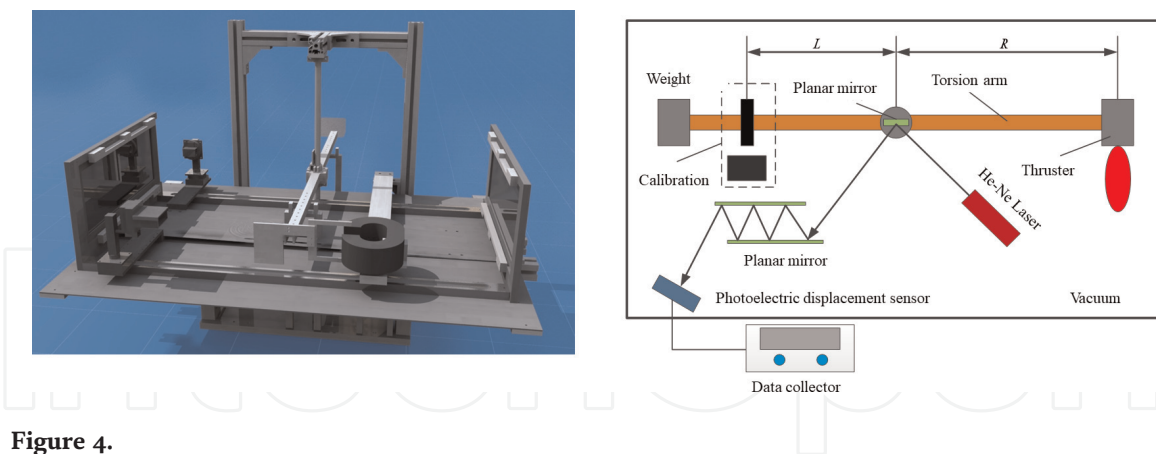 L
R
Weight
Planar mirror
Torsion arm
Thruster
Calibration
He-Ne Laser
Planar mirror
Photoelectric displacement sensor
Vacuum
Data collector
Figure 4.